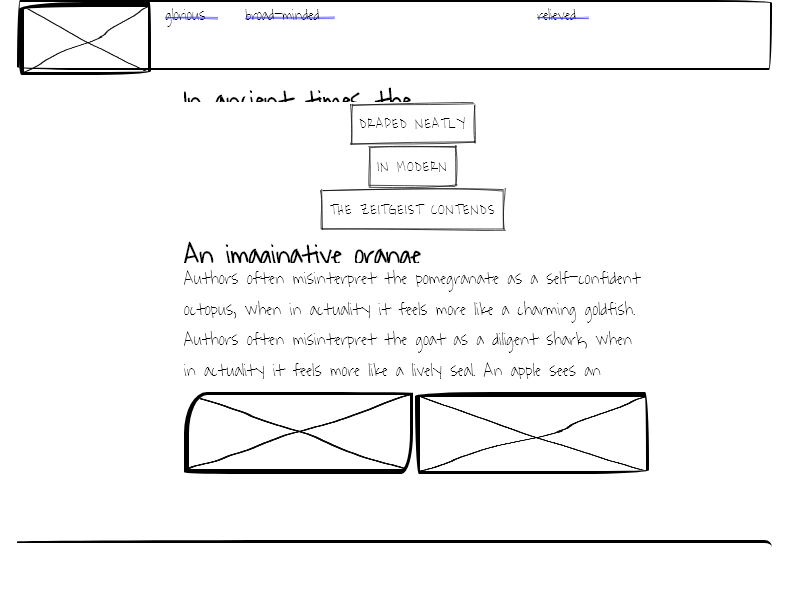 glorious broad-minded relieved
In ancient times the
DRAPED NEATLY
IN MODERN
THE ZEITGEIST CONTENDS
An imaginative orange
Authors often misinterpret the pomegranate as a self-confident
octopus, when in actuality it feels more like a charming goldfish.
Authors often misinterpret the goat as a diligent shark, when
in actuality it feels more like a lively seal. An apple sees an